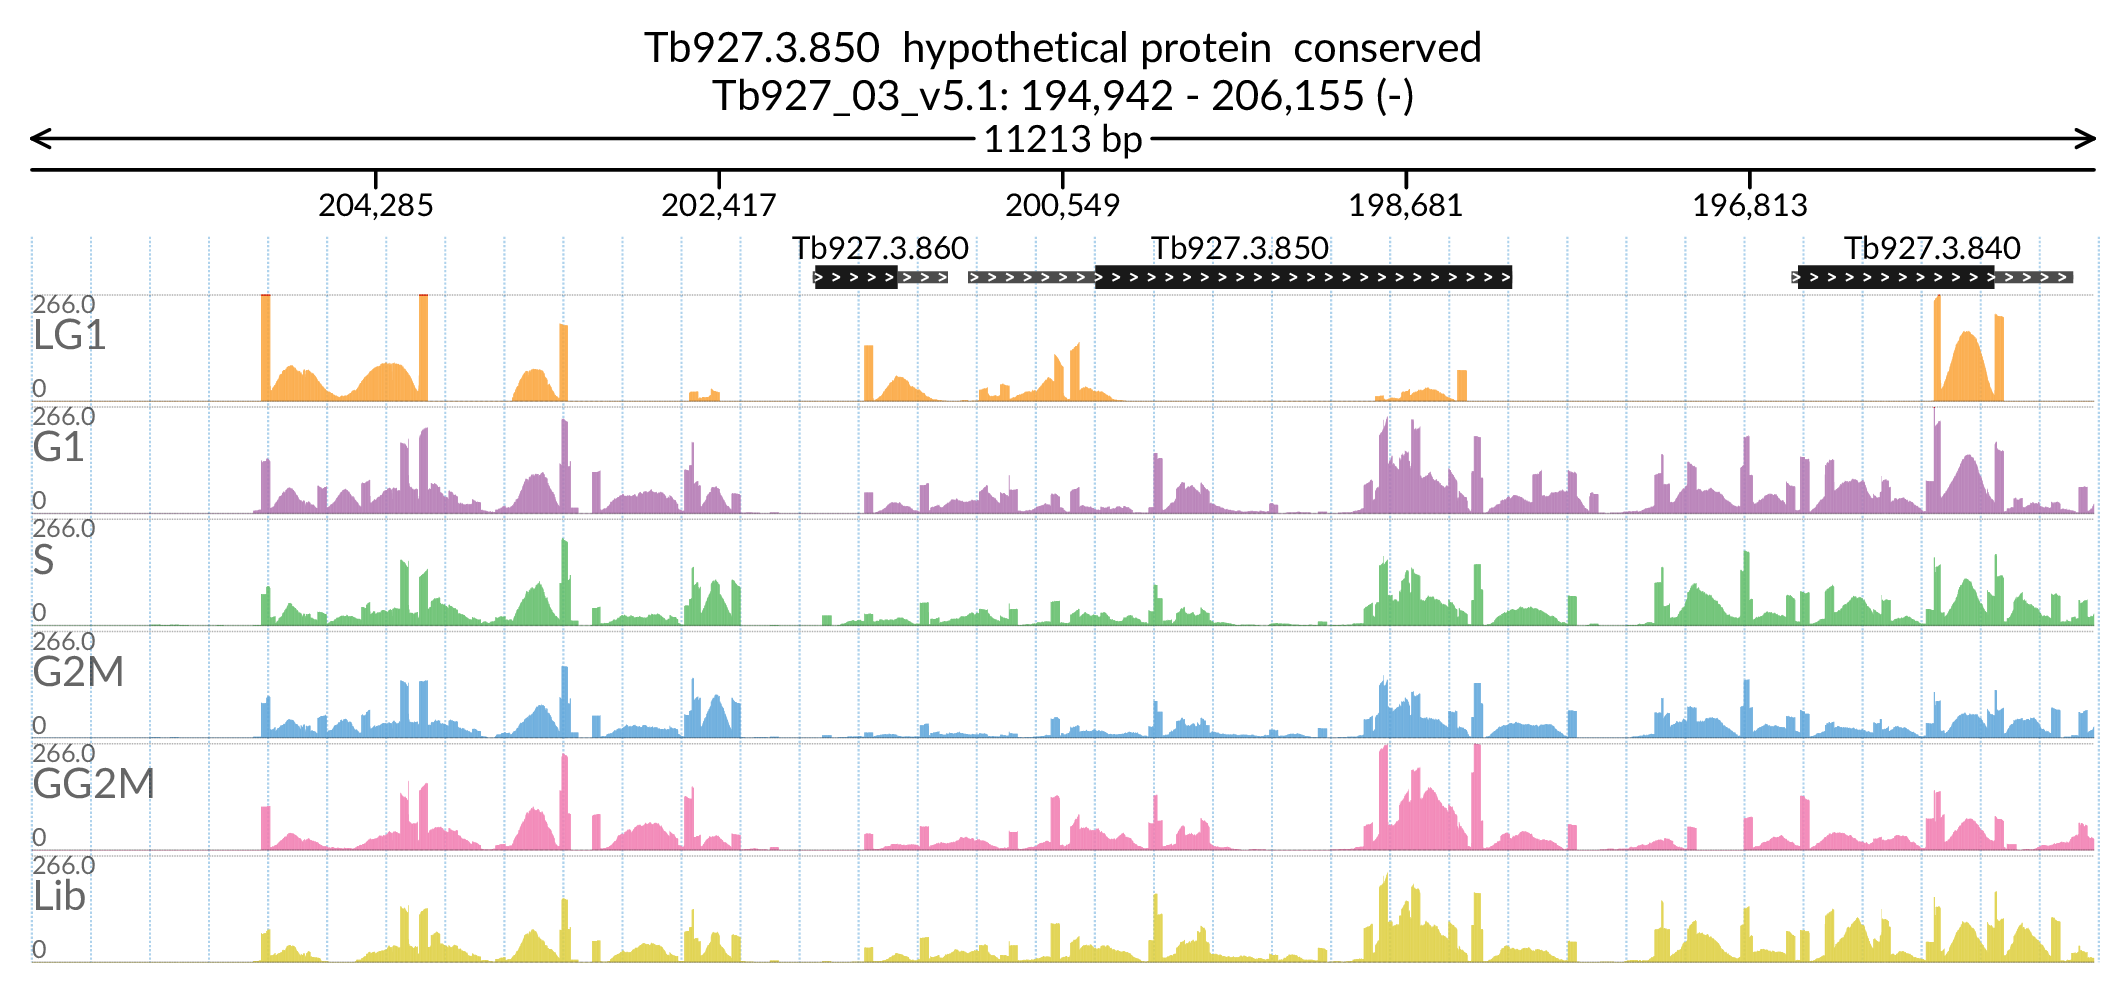 Tb927.3.850  hypothetical protein  conserved
Tb927_03_v5.1: 194,942 - 206,155 (-)
11213 bp
204,285 202,417 200,549 198,681 196,813
Tb927.3.860 Tb927.3.850 Tb927.3.840
266.0
LG1
0
266.0
G1
0
266.0
S
0
266.0
G2M
0
266.0
GG2M
0
266.0
Lib
0